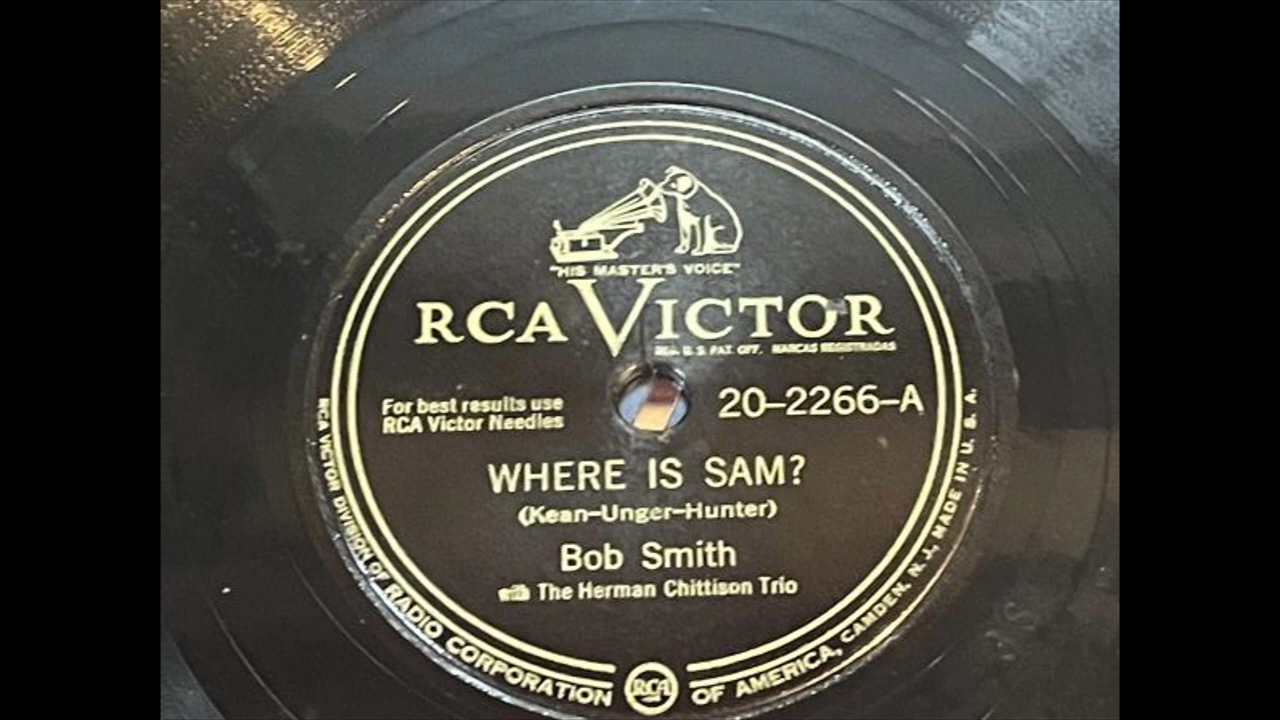 "HIS MASTER'S VOICE"
RCA VICTOR
REG. U.S. PAT. OFF. MARCAS REGISTRADAS
For best results use
RCA Victor Needles
20–2266–A
WHERE IS SAM?
(Kean–Unger–Hunter)
Bob Smith
with The Herman Chittison Trio
RCA VICTOR DIVISION OF RADIO CORPORATION OF AMERICA, CAMDEN, N. J., MADE IN U. S. A.
RCA